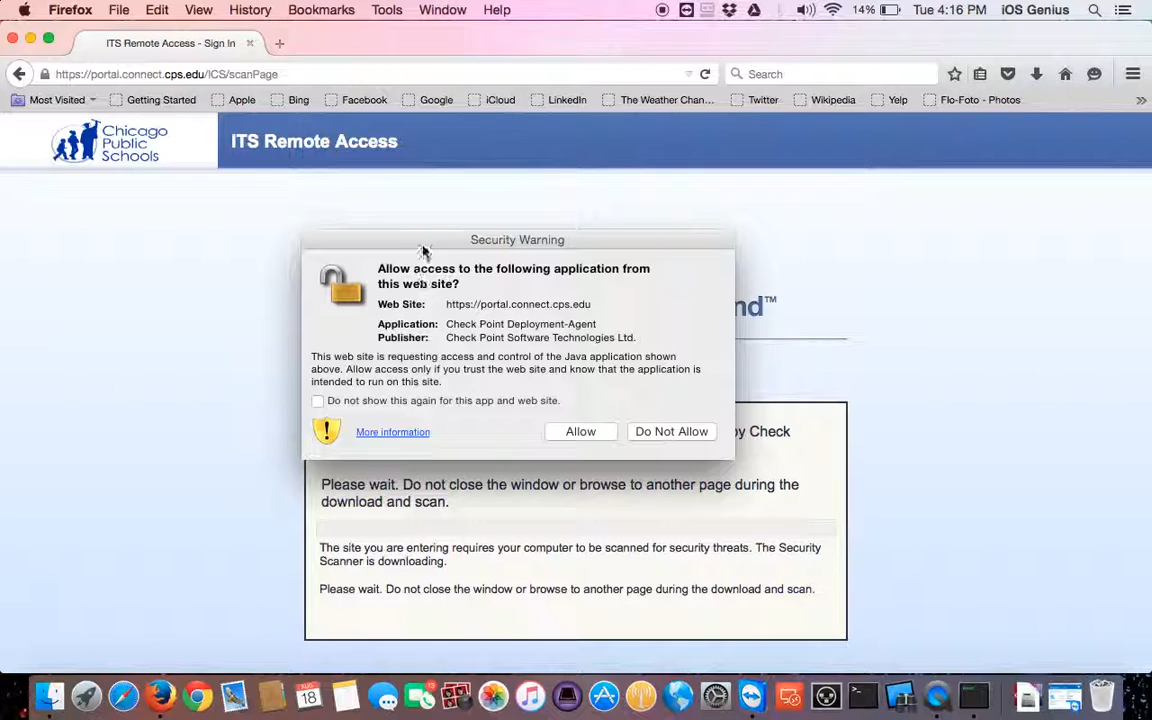 Firefox File Edit View History Bookmarks Tools Window Help 14% Tue 4:16 PM iOS Genius
ITS Remote Access - Sign In
https://portal.connect.cps.edu/ICS/scanPage Search
Most Visited Getting Started Apple Bing Facebook Google iCloud LinkedIn The Weather Chan... Twitter Wikipedia Yelp Flo-Foto - Photos
Chicago
Public
Schools
ITS Remote Access
Security Warning
Allow access to the following application from
this web site?
Web Site: https://portal.connect.cps.edu
nd™
Application: Check Point Deployment-Agent
Publisher: Check Point Software Technologies Ltd.
This web site is requesting access and control of the Java application shown
above. Allow access only if you trust the web site and know that the application is
intended to run on this site.
Do not show this again for this app and web site.
More information Allow Do Not Allow
by Check
Please wait. Do not close the window or browse to another page during the
download and scan.
The site you are entering requires your computer to be scanned for security threats. The Security
Scanner is downloading.
Please wait. Do not close the window or browse to another page during the download and scan.
AUG
18